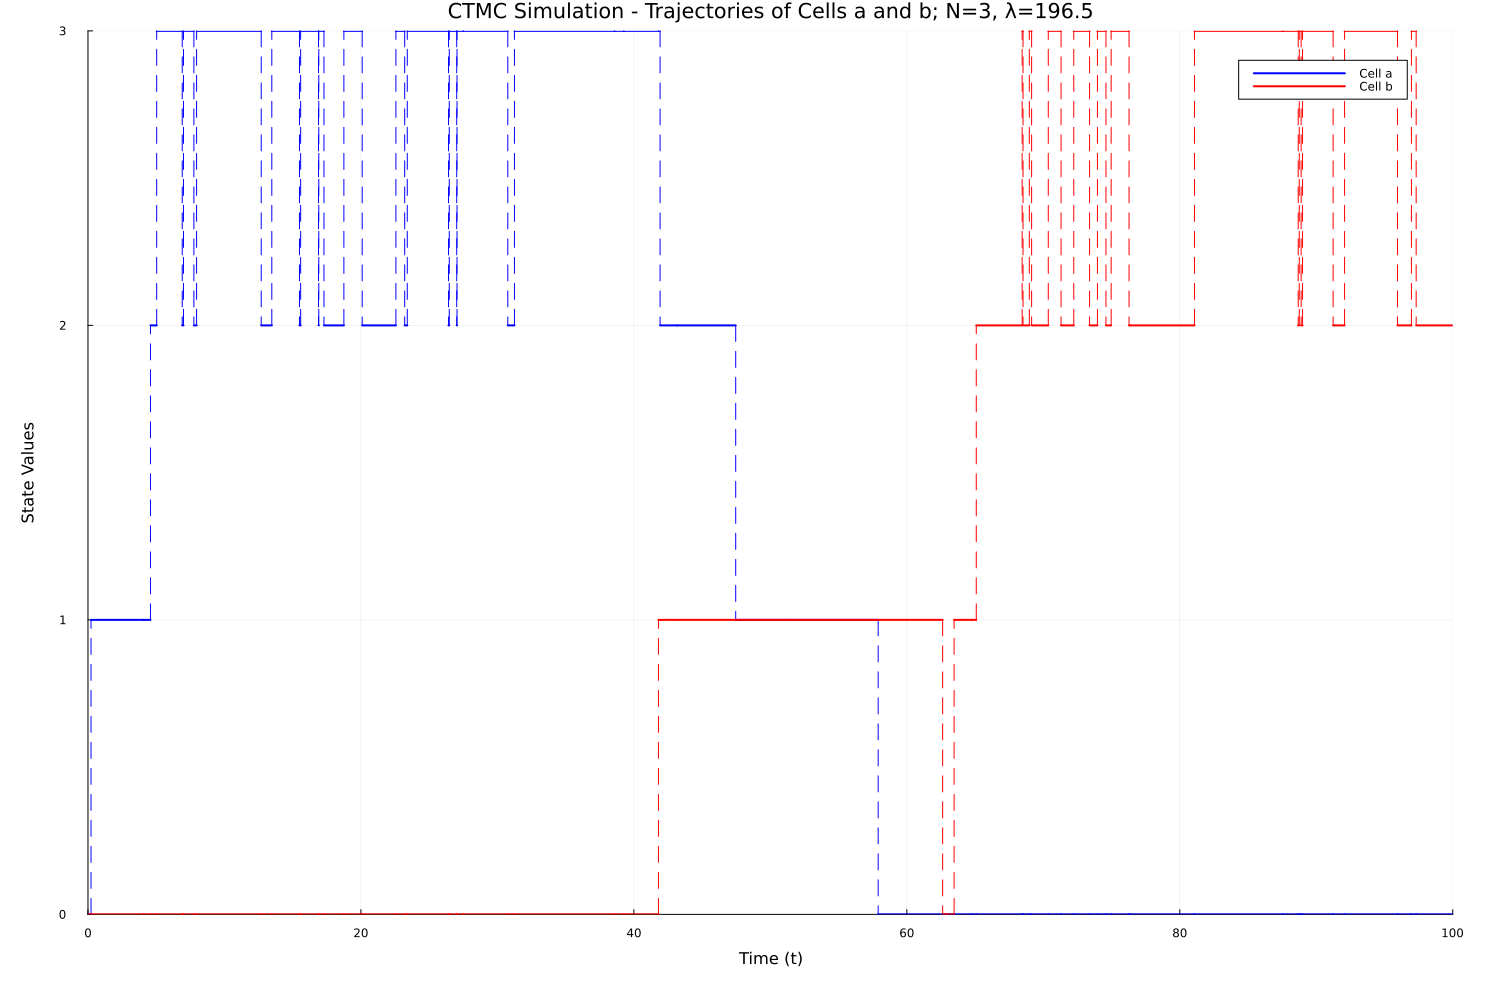 CTMC Simulation - Trajectories of Cells a and b; N=3, λ=196.5
3
Cell a
Cell b
2
State Values
1
0
0 20 40 60 80 100
Time (t)